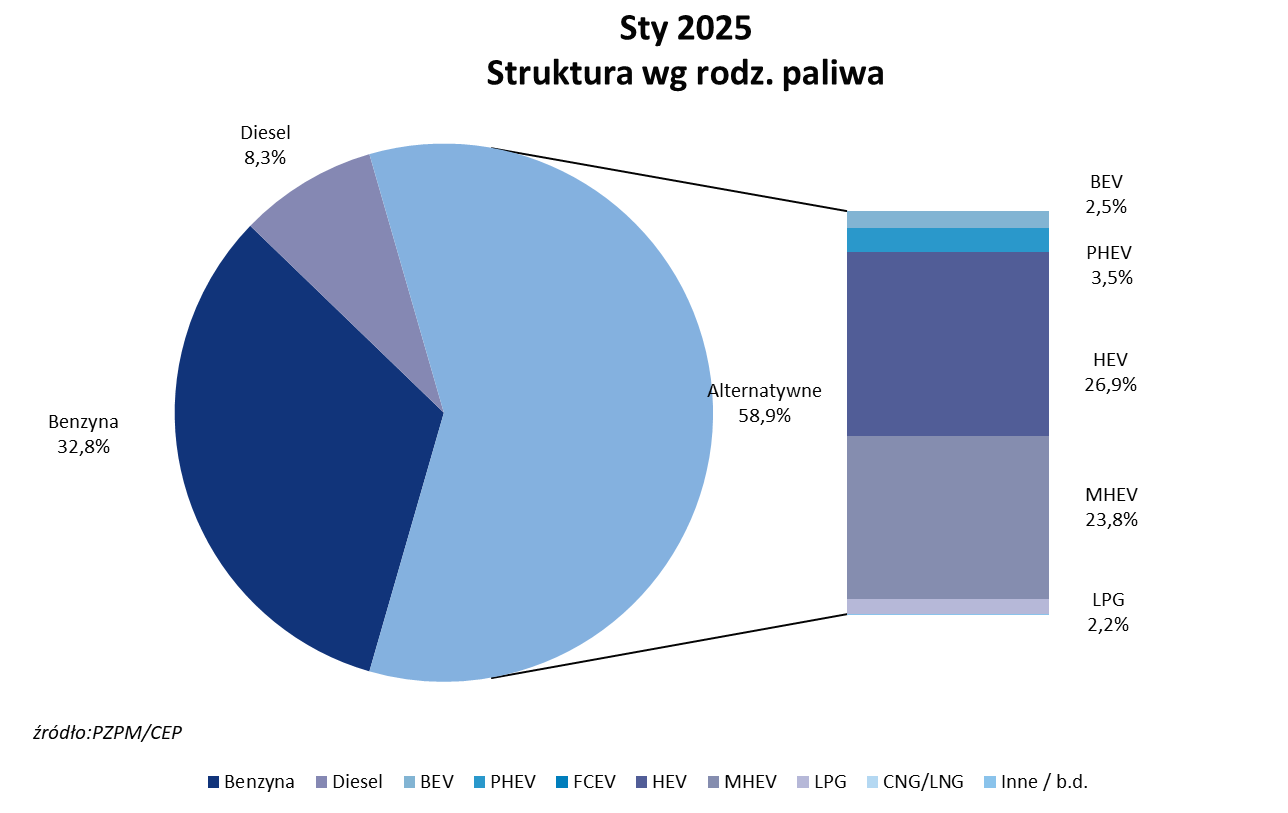 Sty 2025
Struktura wg rodz. paliwa
Diesel
8,3%
Benzyna
32,8%
Alternatywne
58,9%
BEV
2,5%
PHEV
3,5%
HEV
26,9%
MHEV
23,8%
LPG
2,2%
źródło:PZPM/CEP
Benzyna Diesel BEV PHEV FCEV HEV MHEV LPG CNG/LNG Inne / b.d.